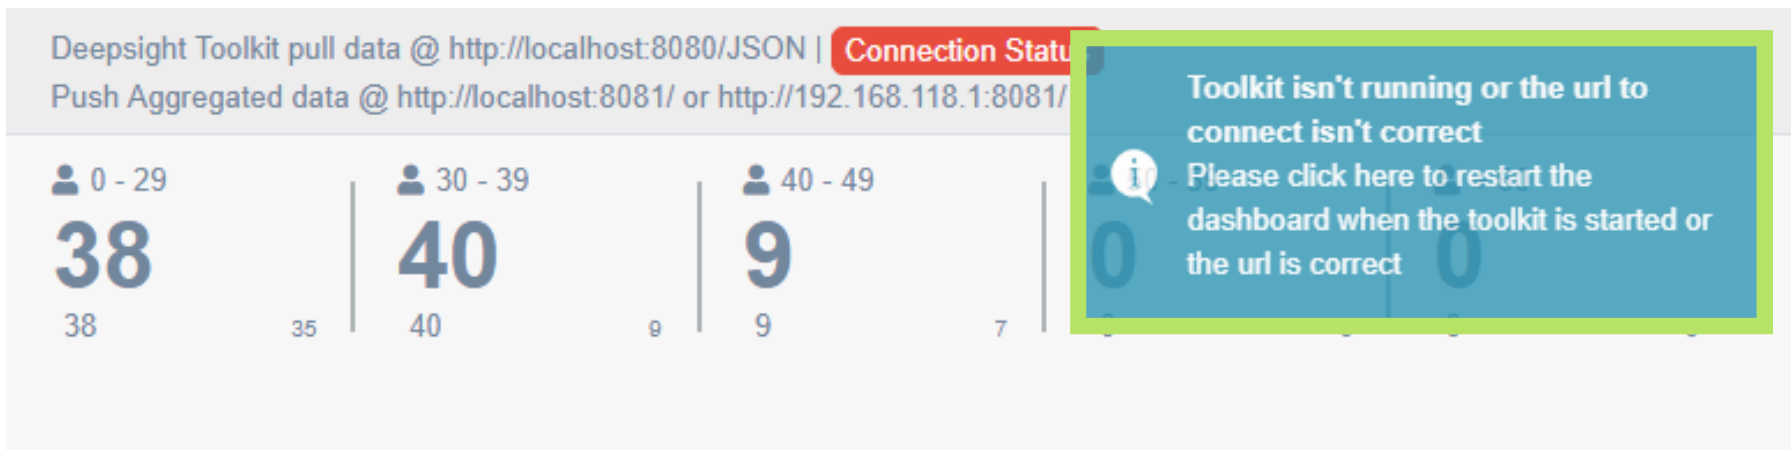 Deepsight Toolkit pull data @ http://localhost:8080/JSON | Connection Statu
Push Aggregated data @ http://localhost:8081/ or http://192.168.118.1:8081/
Toolkit isn't running or the url to
connect isn't correct
Please click here to restart the
dashboard when the toolkit is started or
the url is correct
0 - 29
30 - 39
40 - 49
38
40
9
0
0
38
35
40
9
9
7